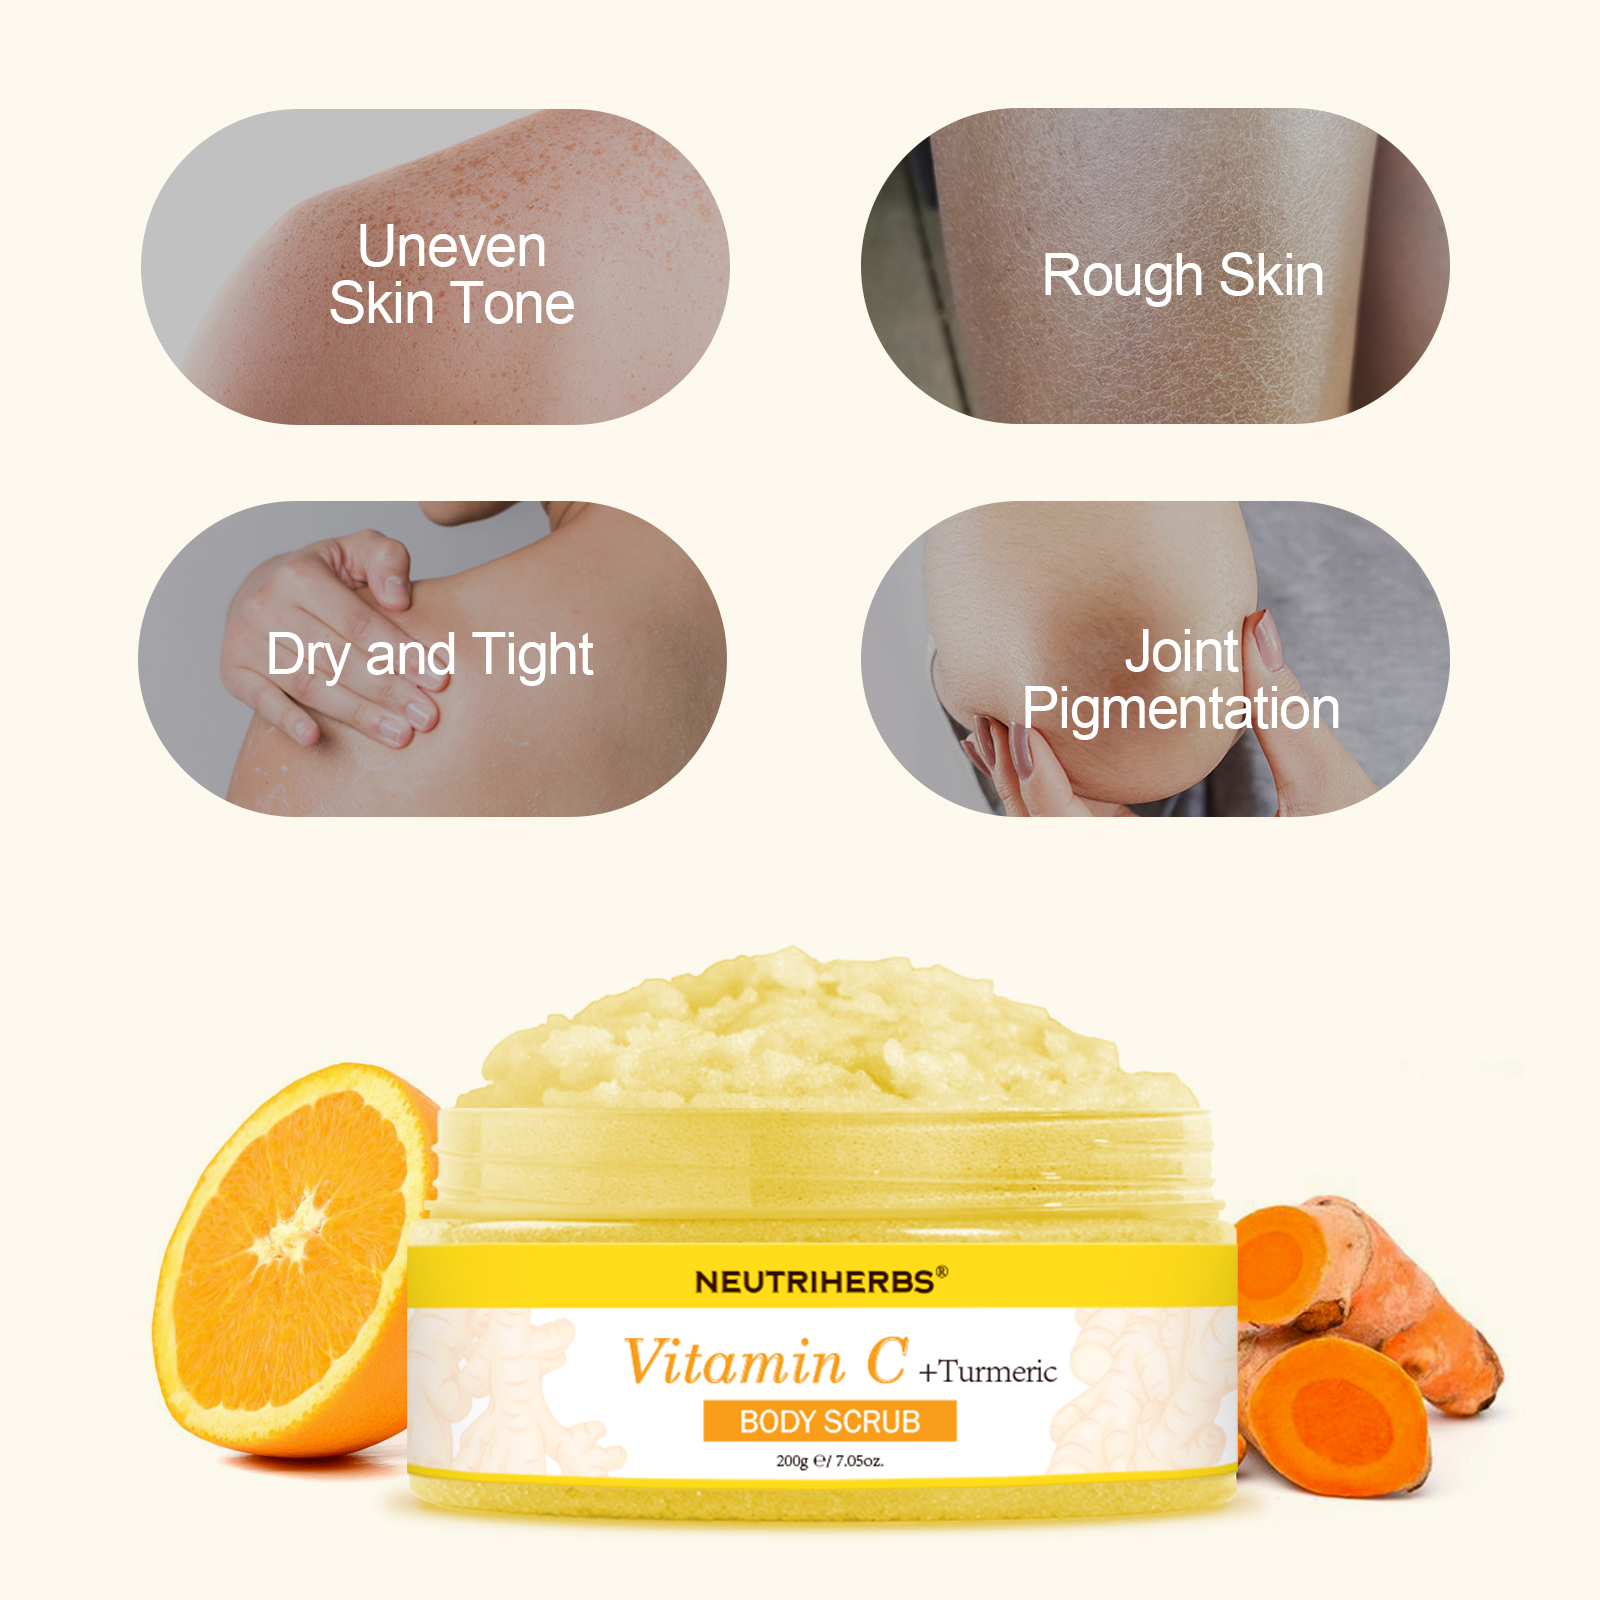 Uneven
Skin Tone
Rough Skin
Dry and Tight
Joint
Pigmentation
NEUTRIHERBS®
Vitamin C +Turmeric
BODY SCRUB
200g ℮/ 7.05oz.